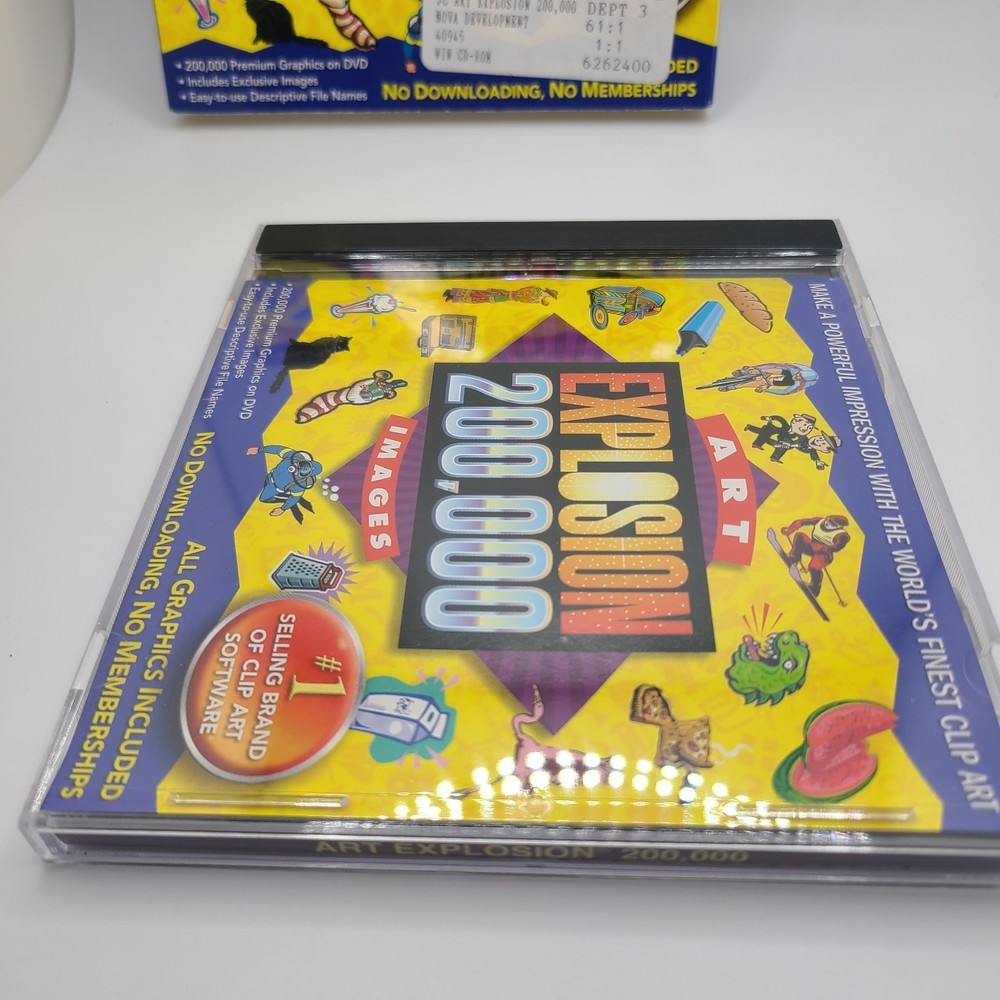 ART EXPLOSION 200,000 DEPT 3
NOVA DEVELOPMENT 61:1
40945 1:1
WIN CD-ROM 6262400
• 200,000 Premium Graphics on DVD
• Includes Exclusive Images
• Easy-to-use Descriptive File Names
DED
NO DOWNLOADING, NO MEMBERSHIPS
MAKE A POWERFUL IMPRESSION WITH THE WORLD'S FINEST CLIP ART
ART
EXPLOSION
200,000
IMAGES
#1
SELLING BRAND
OF CLIP ART
SOFTWARE
• 200,000 Premium Graphics on DVD
• Includes Exclusive Images
• Easy-to-use Descriptive File Names
ALL GRAPHICS INCLUDED
NO DOWNLOADING, NO MEMBERSHIPS
ART EXPLOSION 200,000